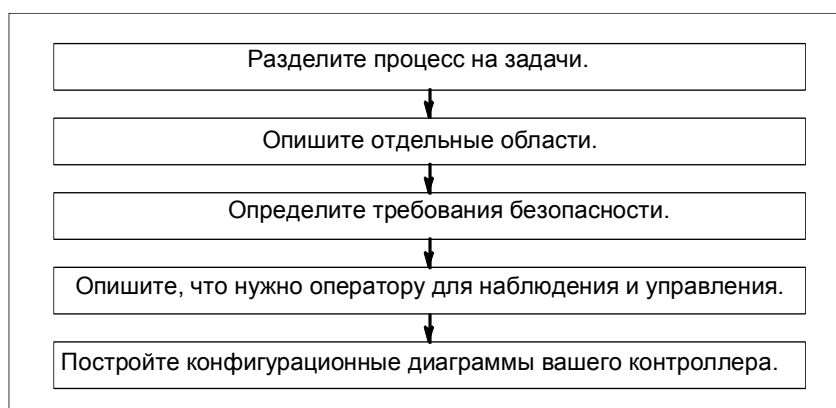 Разделите процесс на задачи.
Опишите отдельные области.
Определите требования безопасности.
Опишите, что нужно оператору для наблюдения и управления.
Постройте конфигурационные диаграммы вашего контроллера.